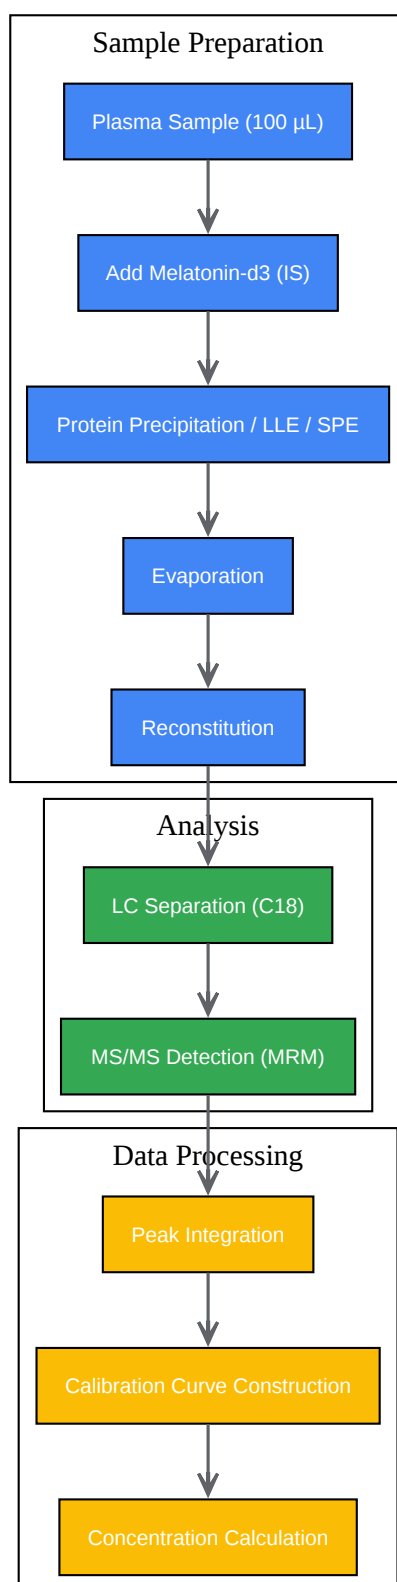 Sample Preparation
Plasma Sample (100 µL)
Add Melatonin-d3 (IS)
Protein Precipitation / LLE / SPE
Evaporation
Reconstitution
Analysis
LC Separation (C18)
MS/MS Detection (MRM)
Data Processing
Peak Integration
Calibration Curve Construction
Concentration Calculation